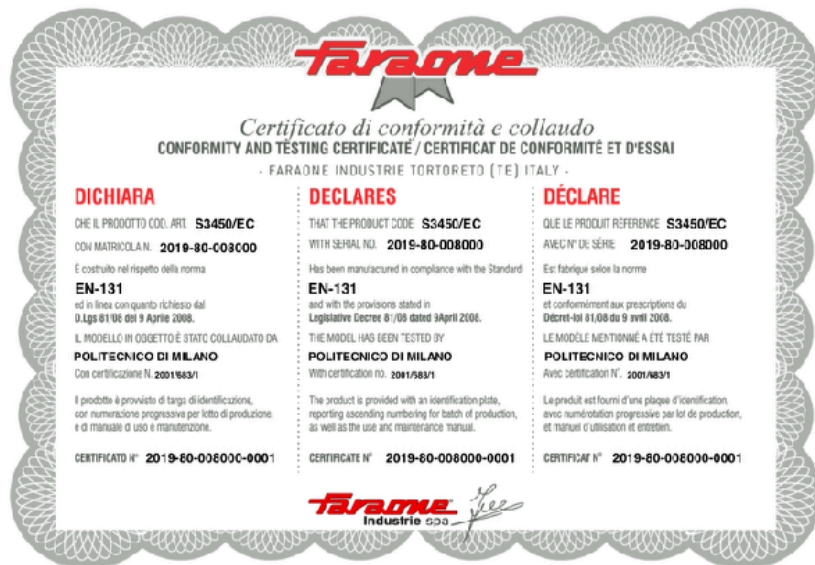 Faraone
Certificato di conformità e collaudo
CONFORMITY AND TESTING CERTIFICATE / CERTIFICAT DE CONFORMITÉ ET D'ESSAI
- FARAONE INDUSTRIE TORTORETO (TE) ITALY -
DICHIARA
CHE IL PRODOTTO COD. ART. S3450/EC
CON MATRICOLA N. 2019-80-008000
È costruito nel rispetto della norma
EN-131
ed in linea con quanto richiesto dal
D.Lgs 81/08 del 9 Aprile 2008.
IL MODELLO IN OGGETTO È STATO COLLAUDATO DA
POLITECNICO DI MILANO
Con certificazione N. 2001/683/1
Il prodotto è provvisto di targa di identificazione,
con numerazione progressiva per lotto di produzione
e di manuale di uso e manutenzione.
CERTIFICATO N° 2019-80-008000-0001
DECLARES
THAT THE PRODUCT CODE S3450/EC
WITH SERIAL NO. 2019-80-008000
Has been manufactured in compliance with the Standard
EN-131
and with the provisions stated in
Legislative Decree 81/08 dated 9April 2008.
THE MODEL HAS BEEN TESTED BY
POLITECNICO DI MILANO
With certification no. 2001/683/1
The product is provided with an identification plate,
reporting ascending numbering for batch of production,
as well as the use and maintenance manual.
CERTIFICATE N° 2019-80-008000-0001
DÉCLARE
QUE LE PRODUIT RÉFÉRENCE S3450/EC
AVEC N° DE SÉRIE 2019-80-008000
Est fabriqué selon la norme
EN-131
et conformément aux prescriptions du
Décret-loi 81/08 du 9 avril 2008.
LE MODÈLE MENTIONNÉ A ÉTÉ TESTÉ PAR
POLITECNICO DI MILANO
Avec certification N°. 2001/683/1
Le produit est fourni d'une plaque d'identification
avec numérotation progressive par lot de production,
et manuel d'utilisation et entretien.
CERTIFICAT N° 2019-80-008000-0001
Faraone
Industrie spa